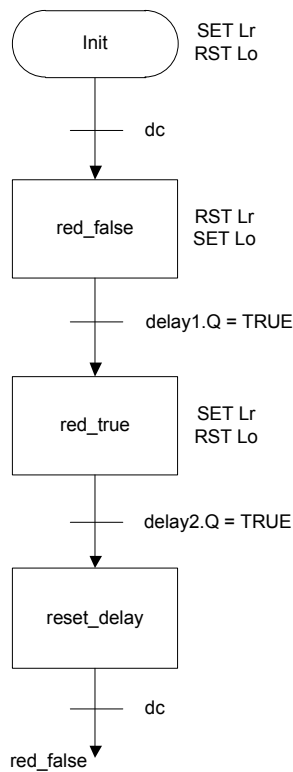 Init
SET Lr
RST Lo
dc
red_false
RST Lr
SET Lo
delay1.Q = TRUE
red_true
SET Lr
RST Lo
delay2.Q = TRUE
reset_delay
dc
red_false